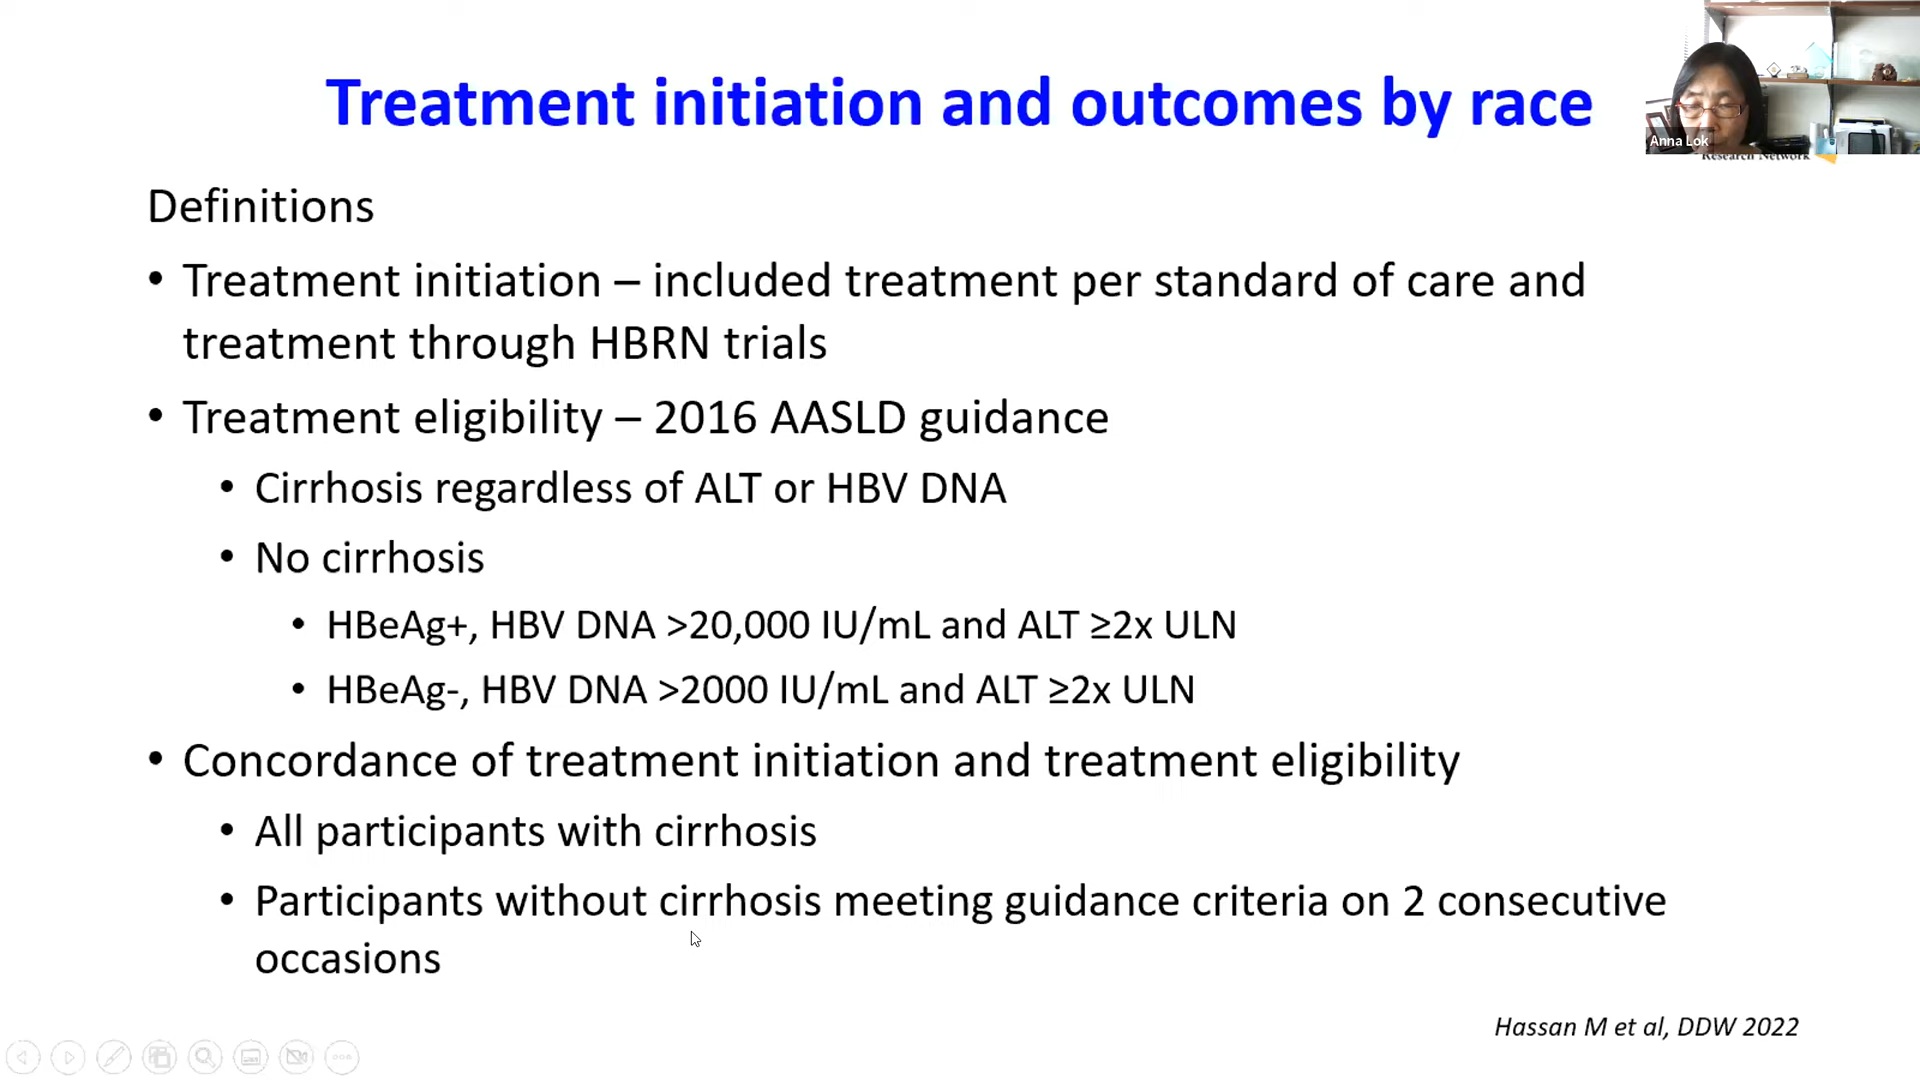 Treatment initiation and outcomes by race
Anna Lok
Research Network
Definitions
• Treatment initiation – included treatment per standard of care and
treatment through HBRN trials
• Treatment eligibility – 2016 AASLD guidance
• Cirrhosis regardless of ALT or HBV DNA
• No cirrhosis
• HBeAg+, HBV DNA >20,000 IU/mL and ALT ≥2x ULN
• HBeAg-, HBV DNA >2000 IU/mL and ALT ≥2x ULN
• Concordance of treatment initiation and treatment eligibility
• All participants with cirrhosis
• Participants without cirrhosis meeting guidance criteria on 2 consecutive
occasions
Hassan M et al, DDW 2022